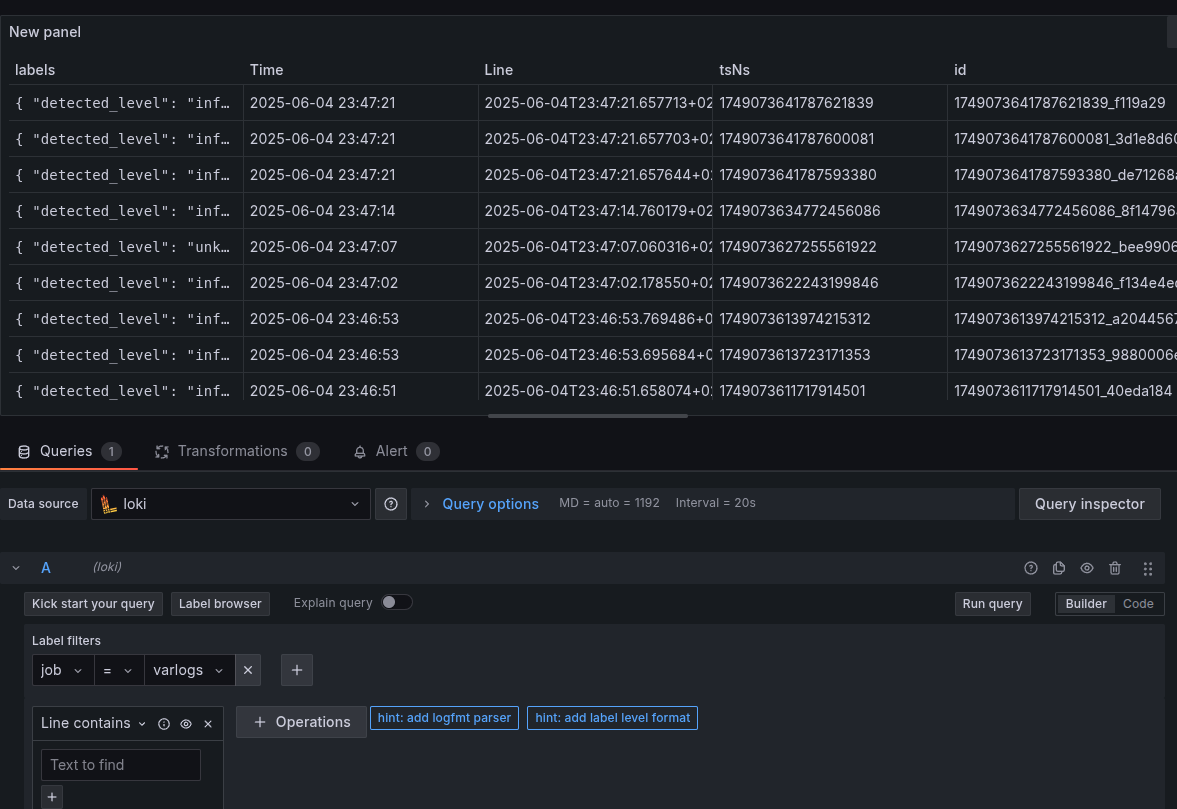 New panel
labels Time Line tsNs id
{ "detected_level": "inf… 2025-06-04 23:47:21 2025-06-04T23:47:21.657713+02 1749073641787621839 1749073641787621839_f119a29
{ "detected_level": "inf… 2025-06-04 23:47:21 2025-06-04T23:47:21.657703+02 1749073641787600081 1749073641787600081_3d1e8d60
{ "detected_level": "inf… 2025-06-04 23:47:21 2025-06-04T23:47:21.657644+02 1749073641787593380 1749073641787593380_de71268a
{ "detected_level": "inf… 2025-06-04 23:47:14 2025-06-04T23:47:14.760179+02 1749073634772456086 1749073634772456086_8f14796
{ "detected_level": "unk… 2025-06-04 23:47:07 2025-06-04T23:47:07.060316+02 1749073627255561922 1749073627255561922_bee9906
{ "detected_level": "inf… 2025-06-04 23:47:02 2025-06-04T23:47:02.178550+02 1749073622243199846 1749073622243199846_f134e4e
{ "detected_level": "inf… 2025-06-04 23:46:53 2025-06-04T23:46:53.769486+0 1749073613974215312 1749073613974215312_a2044567
{ "detected_level": "inf… 2025-06-04 23:46:53 2025-06-04T23:46:53.695684+0 1749073613723171353 1749073613723171353_9880006e
{ "detected_level": "inf… 2025-06-04 23:46:51 2025-06-04T23:46:51.658074+02 1749073611717914501 1749073611717914501_40eda184
Queries 1 Transformations 0 Alert 0
Data source loki Query options MD = auto = 1192 Interval = 20s Query inspector
A (loki)
Kick start your query Label browser Explain query Run query Builder Code
Label filters
job = varlogs
Line contains Operations hint: add logfmt parser hint: add label level format
Text to find